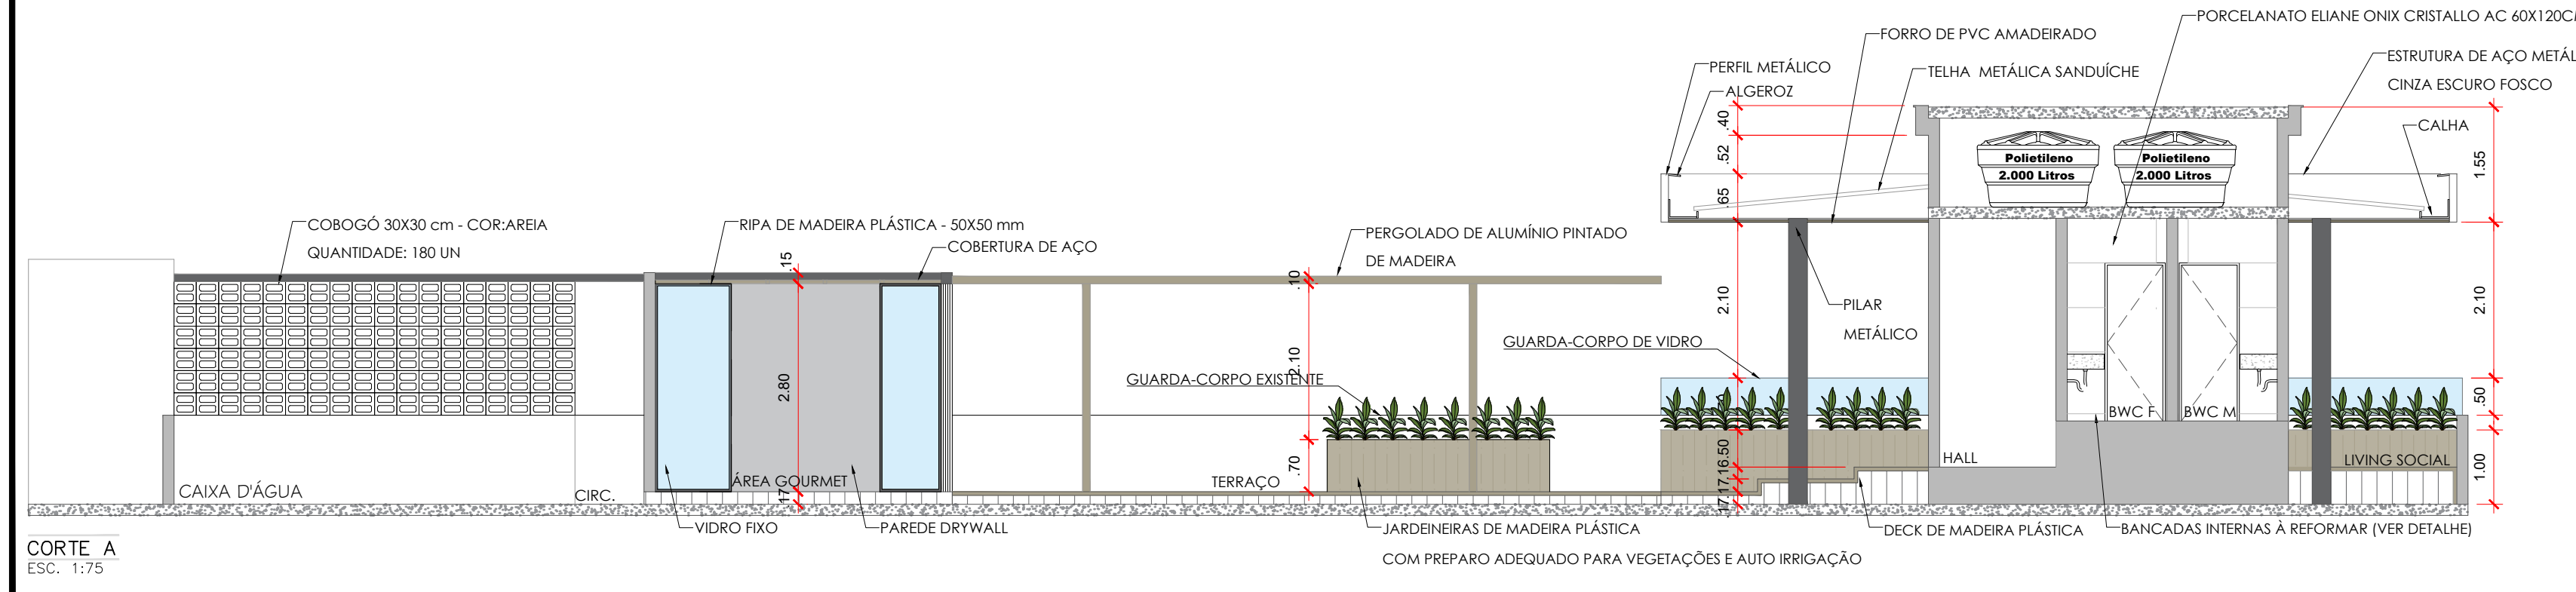 PORCELANATO ELIANE ONIX CRISTALLO AC 60X120C
FORRO DE PVC AMADEIRADO
ESTRUTURA DE AÇO METÁL
CINZA ESCURO FOSCO
PERFIL METÁLICO
TELHA METÁLICA SANDUÍCHE
ALGEROZ
CALHA
.40
.52
.65
2.10
Polietileno
2.000 Litros
Polietileno
2.000 Litros
1.55
2.10
.50
1.00
COBOGÓ 30X30 cm - COR:AREIA
QUANTIDADE: 180 UN
RIPA DE MADEIRA PLÁSTICA - 50X50 mm
COBERTURA DE AÇO
PERGOLADO DE ALUMÍNIO PINTADO
DE MADEIRA
.15
2.80
.17
.10
2.10
.70
PILAR
METÁLICO
GUARDA-CORPO DE VIDRO
GUARDA-CORPO EXISTENTE
BWC F
BWC M
.50
.16
.17
.17
HALL
LIVING SOCIAL
CAIXA D'ÁGUA
CIRC.
ÁREA GOURMET
TERRAÇO
VIDRO FIXO
PAREDE DRYWALL
JARDEINEIRAS DE MADEIRA PLÁSTICA
COM PREPARO ADEQUADO PARA VEGETAÇÕES E AUTO IRRIGAÇÃO
DECK DE MADEIRA PLÁSTICA
BANCADAS INTERNAS À REFORMAR (VER DETALHE)
CORTE A
ESC. 1:75